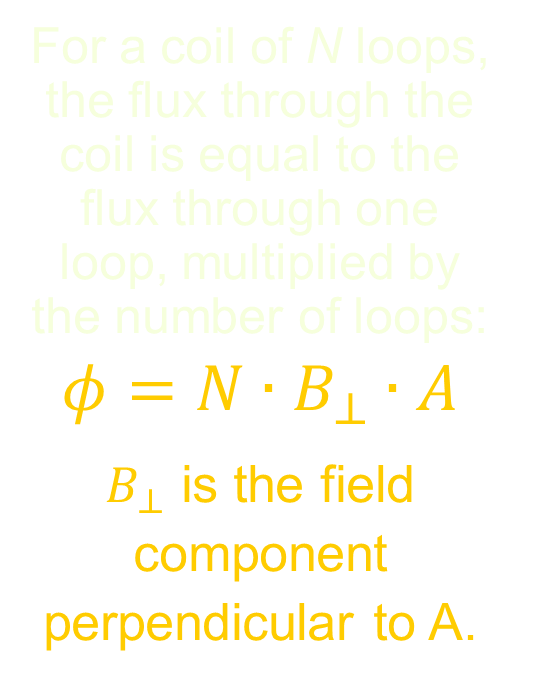 For a coil of N loops,
the flux through the
coil is equal to the
flux through one
loop, multiplied by
the number of loops:
ϕ = N · B⊥ · A
B⊥ is the field
component
perpendicular to A.